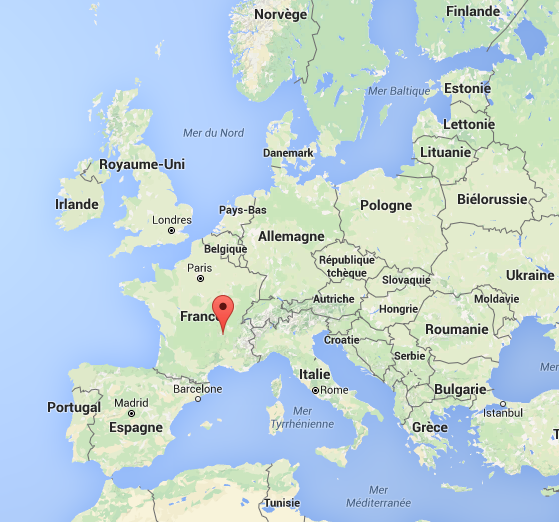 Norvège
Finlande
Mer Baltique
Estonie
Lettonie
Mer du Nord
Danemark
Lituanie
Royaume-Uni
Biélorussie
Irlande
Pologne
Pays-Bas
Londres
Allemagne
Belgique
République
tchèque
Paris
Ukraine
Slovaquie
Autriche
Moldavie
Hongrie
France
Roumanie
Croatie
Serbie
Italie
Barcelone
Rome
Bulgarie
Madrid
Portugal
Mer
Tyrrhénienne
Istanbul
Espagne
Grèce
Mer
Méditerranée
Tunisie